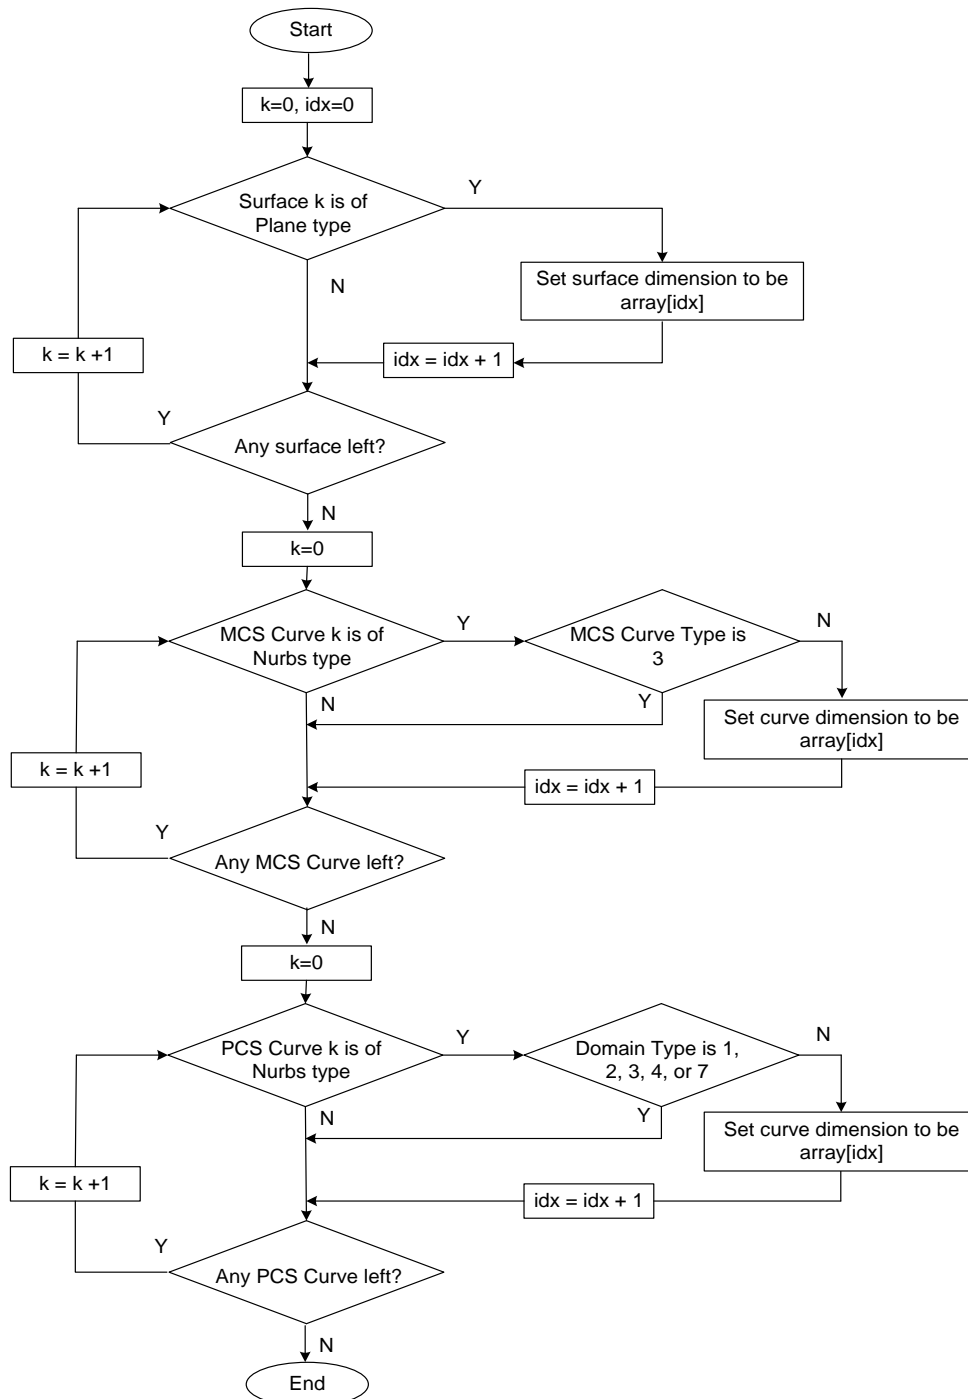 Start
k=0, idx=0
Surface k is of
Plane type
Y
N
Set surface dimension to be
array[idx]
k = k +1
idx = idx + 1
Y
Any surface left?
N
k=0
MCS Curve k is of
Nurbs type
Y
MCS Curve Type is
3
N
N
Y
Set curve dimension to be
array[idx]
k = k +1
idx = idx + 1
Y
Any MCS Curve left?
N
k=0
PCS Curve k is of
Nurbs type
Y
Domain Type is 1,
2, 3, 4, or 7
N
N
Y
Set curve dimension to be
array[idx]
k = k +1
idx = idx + 1
Y
Any PCS Curve left?
N
End